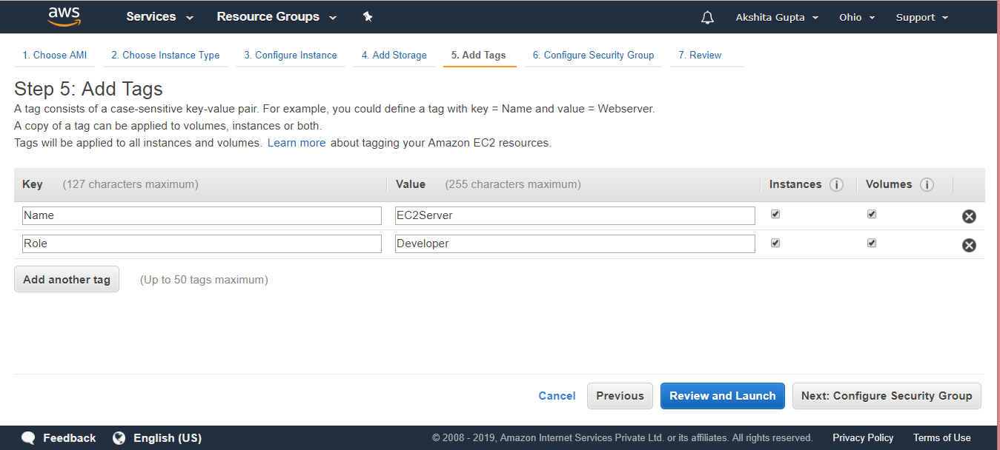 aws Services Resource Groups Akshita Gupta Ohio Support
1. Choose AMI 2. Choose Instance Type 3. Configure Instance 4. Add Storage 5. Add Tags 6. Configure Security Group 7. Review
Step 5: Add Tags
A tag consists of a case-sensitive key-value pair. For example, you could define a tag with key = Name and value = Webserver.
A copy of a tag can be applied to volumes, instances or both.
Tags will be applied to all instances and volumes. Learn more about tagging your Amazon EC2 resources.
Key (127 characters maximum) Value (255 characters maximum) Instances i Volumes i
Name EC2Server
Role Developer
Add another tag (Up to 50 tags maximum)
Cancel Previous Review and Launch Next: Configure Security Group
Feedback English (US) © 2008 - 2019, Amazon Internet Services Private Ltd. or its affiliates. All rights reserved. Privacy Policy Terms of Use